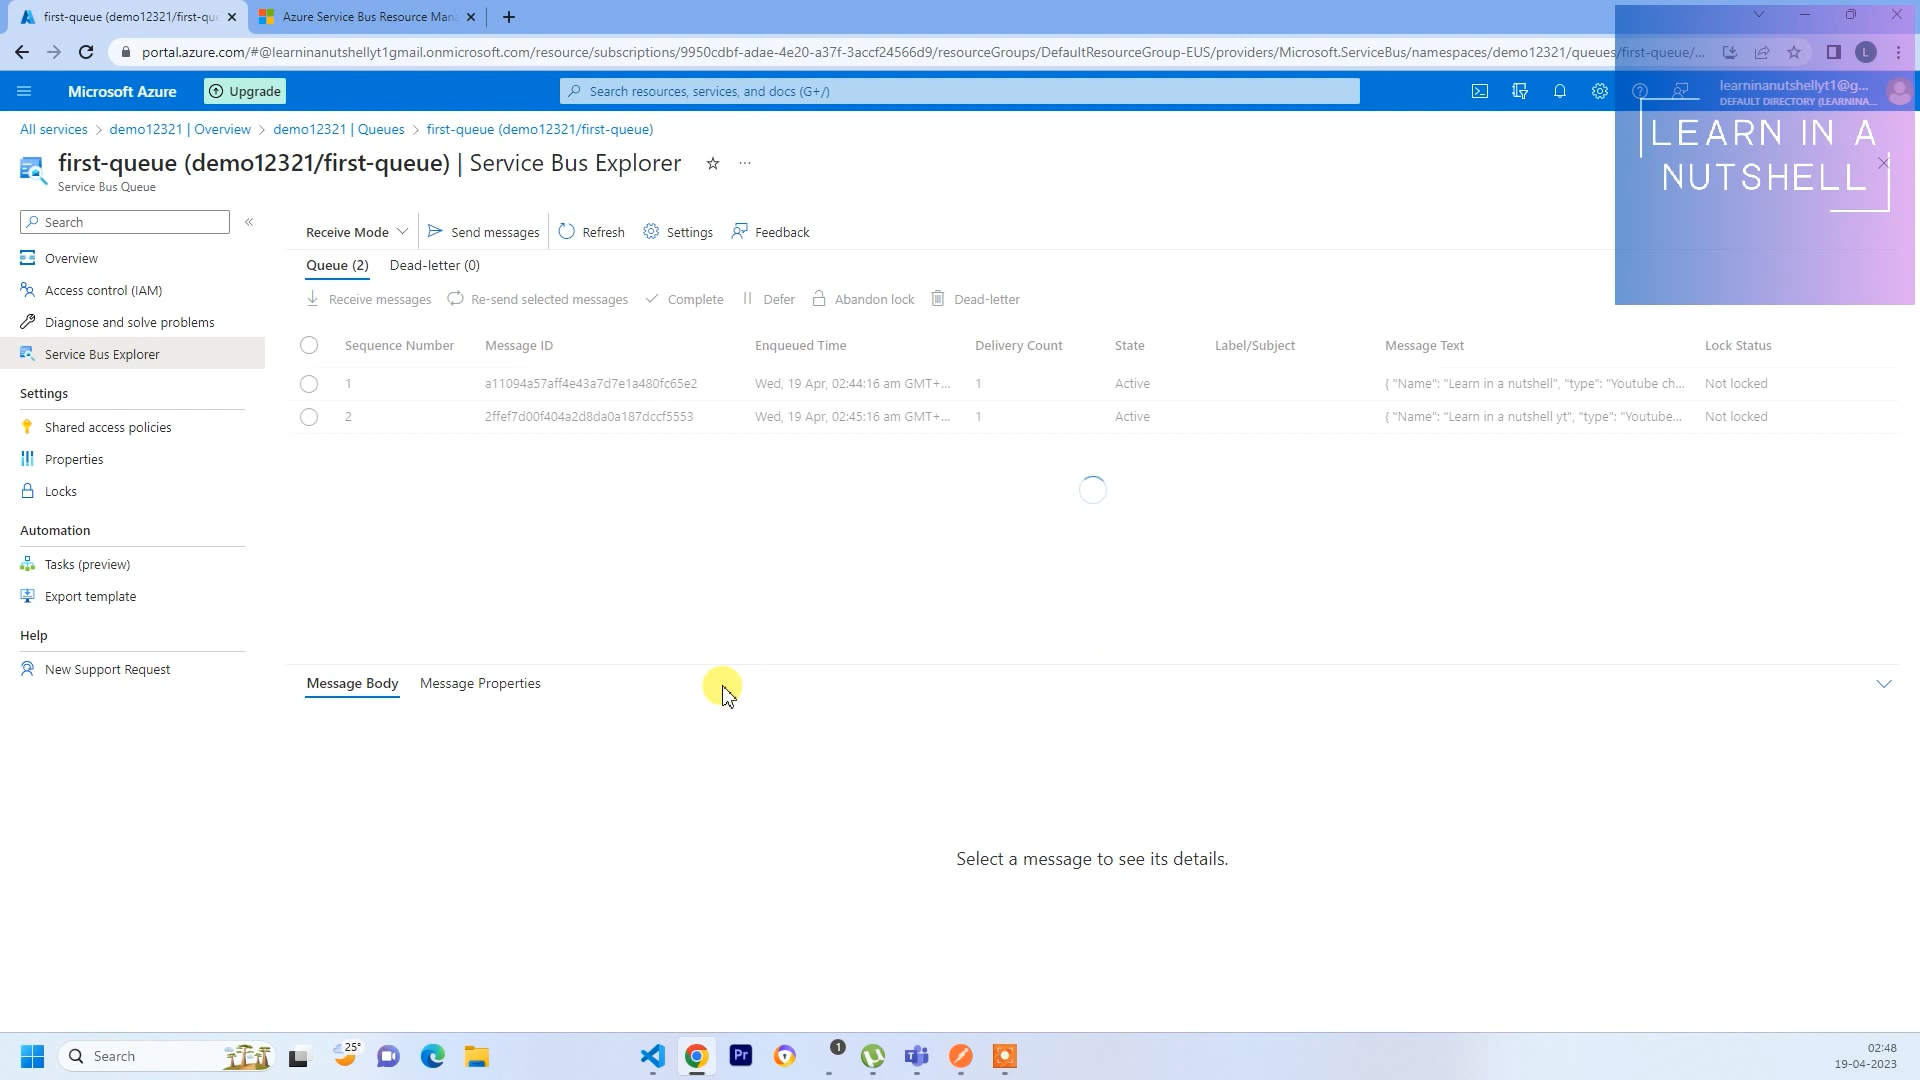 first-queue (demo12321/first-que
Azure Service Bus Resource Mana
portal.azure.com/#@learninanutshellyt1gmail.onmicrosoft.com/resource/subscriptions/9950cdbf-adae-4e20-a37f-3accf24566d9/resourceGroups/DefaultResourceGroup-EUS/providers/Microsoft.ServiceBus/namespaces/demo12321/queues/first-queue/...
L
Microsoft Azure
Upgrade
Search resources, services, and docs (G+/)
learninanutshellyt1@g...
DEFAULT DIRECTORY (LEARNINA...
LEARN IN A
NUTSHELL
All services > demo12321 | Overview > demo12321 | Queues > first-queue (demo12321/first-queue)
first-queue (demo12321/first-queue) | Service Bus Explorer
Service Bus Queue
Search
Overview
Access control (IAM)
Diagnose and solve problems
Service Bus Explorer
Settings
Shared access policies
Properties
Locks
Automation
Tasks (preview)
Export template
Help
New Support Request
Receive Mode Send messages Refresh Settings Feedback
Queue (2) Dead-letter (0)
Receive messages Re-send selected messages Complete Defer Abandon lock Dead-letter
Sequence Number Message ID Enqueued Time Delivery Count State Label/Subject Message Text Lock Status
1 a11094a57aff4e43a7d7e1a480fc65e2 Wed, 19 Apr, 02:44:16 am GMT+... 1 Active { "Name": "Learn in a nutshell", "type": "Youtube ch... Not locked
2 2ffef7d00f404a2d8da0a187dccf5553 Wed, 19 Apr, 02:45:16 am GMT+... 1 Active { "Name": "Learn in a nutshell yt", "type": "Youtube... Not locked
Message Body Message Properties
Select a message to see its details.
Search
25°
Pr
1
02:48
19-04-2023